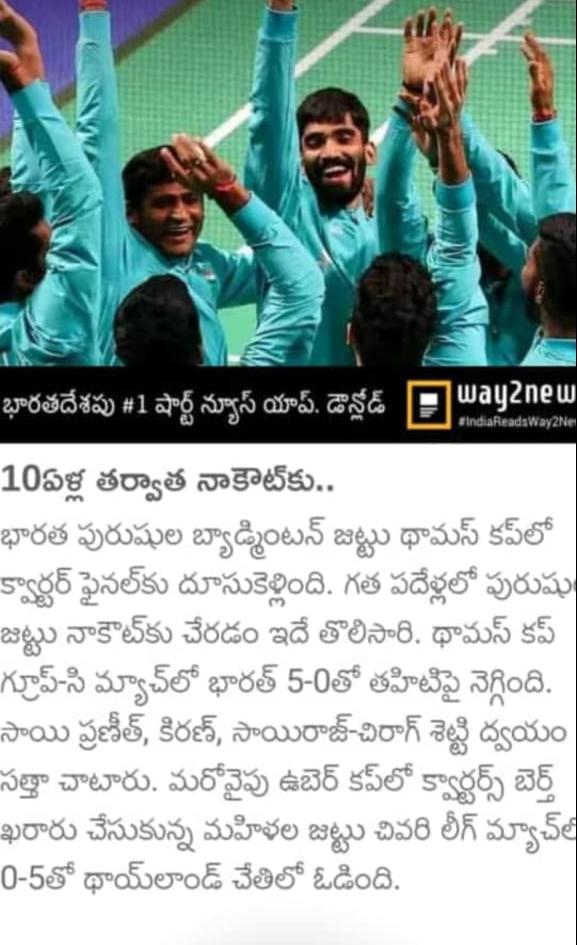 భారతదేశపు #1 షార్ట్ న్యూస్ యాప్. డౌన్లోడ్
way2new
#IndiaReadsWay2Ne
10ఏళ్ల తర్వాత నాకౌట్‌కు..
భారత పురుషుల బ్యాడ్మింటన్ జట్టు థామస్ కప్‌లో
క్వార్టర్ ఫైనల్‌కు దూసుకెళ్లింది. గత పదేళ్లలో పురుషు
జట్టు నాకౌట్‌కు చేరడం ఇదే తొలిసారి. థామస్ కప్
గ్రూప్-సి మ్యాచ్‌లో భారత్ 5-0తో తహిటిపై నెగ్గింది.
సాయి ప్రణీత్, కిరణ్, సాయిరాజ్-చిరాగ్ శెట్టి ద్వయం
సత్తా చాటారు. మరోవైపు ఉబెర్ కప్‌లో క్వార్టర్స్ బెర్త్
ఖరారు చేసుకున్న మహిళల జట్టు చివరి లీగ్ మ్యాచ్‌లో
0-5తో థాయ్‌లాండ్ చేతిలో ఓడింది.